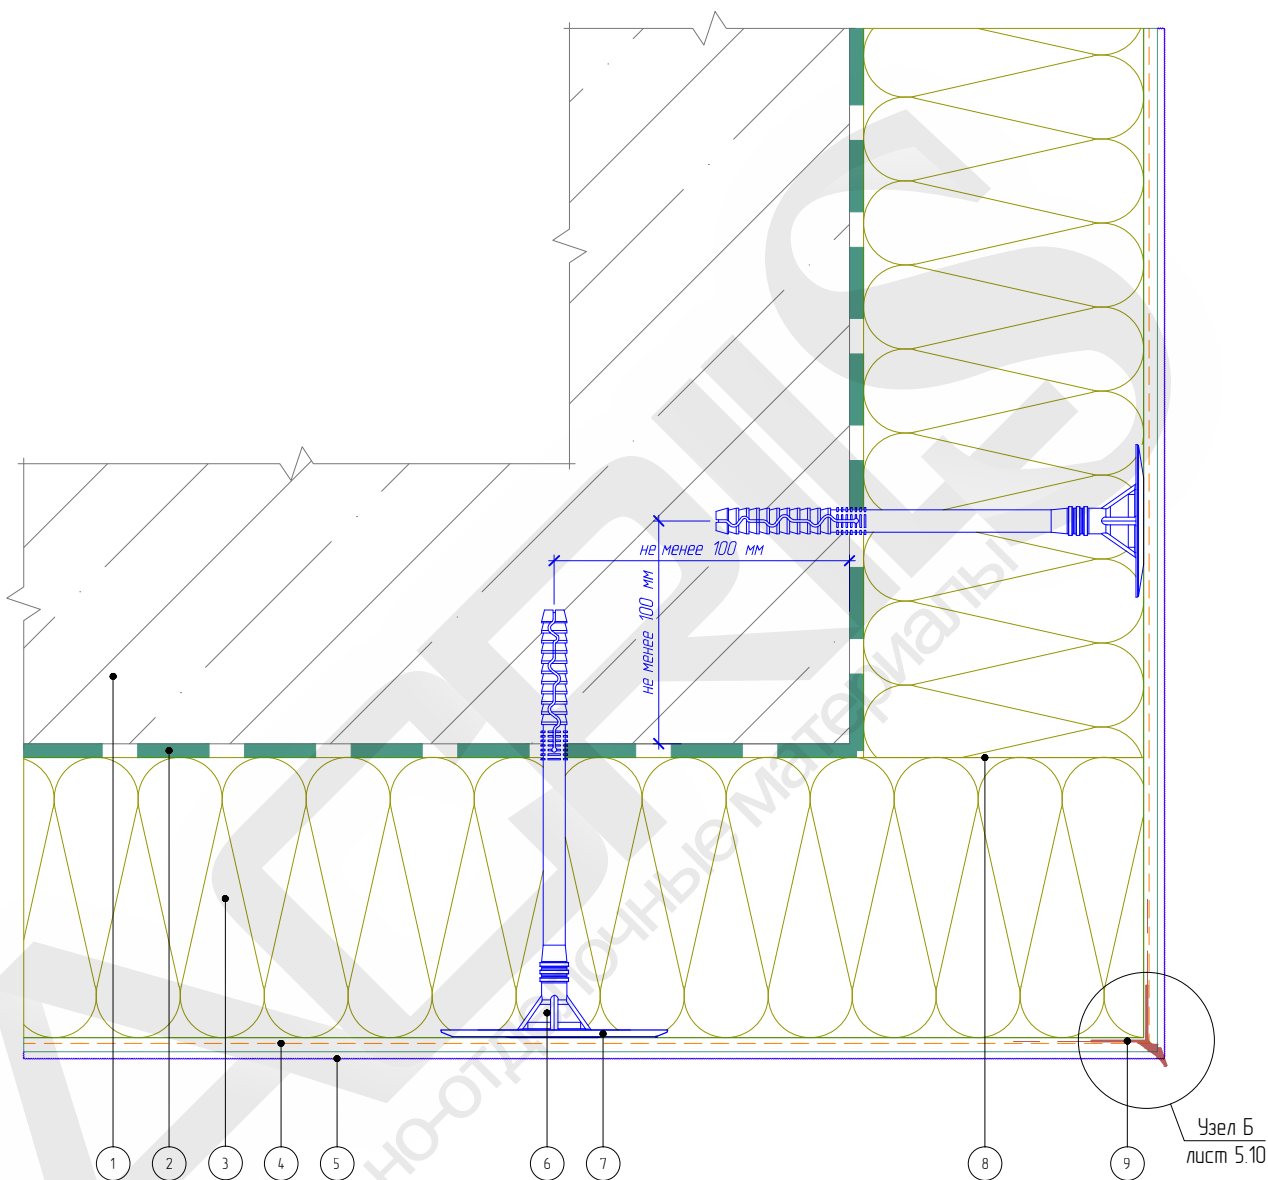 не менее 100 мм
не менее 100 мм
ACRILS
но-отделочные материалы
1 2 3 4 5 6 7 8 9
Узел Б
лист 5.10